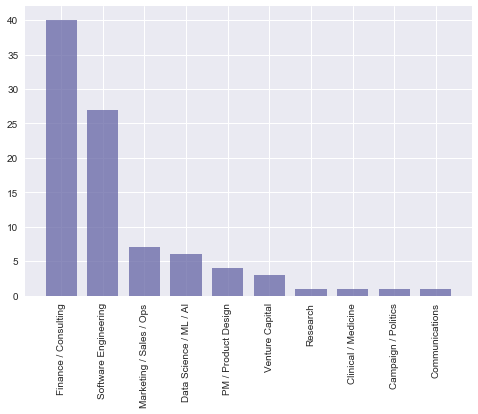 40
35
30
25
20
15
10
5
0
Finance / Consulting
Software Engineering
Marketing / Sales / Ops
Data Science / ML / AI
PM / Product Design
Venture Capital
Research
Clinical / Medicine
Campaign / Politics
Communications